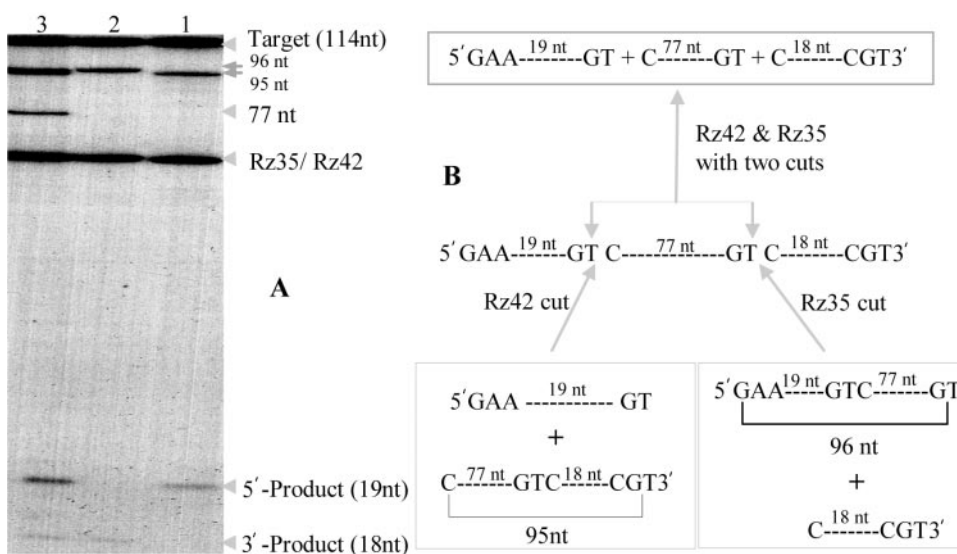 3 2 1
Target (114nt)
96 nt
95 nt
77 nt
Rz35/ Rz42
A
5′-Product (19nt)
3′-Product (18nt)
B
5′GAA--------GT + C--------GT + C-------CGT3′
19 nt 77 nt 18 nt
Rz42 & Rz35
with two cuts
19 nt 77 nt 18 nt
5′GAA--------GT C----------GT C-------CGT3′
Rz42 cut
Rz35 cut
19 nt
5′GAA ---------- GT
+
77 nt 18 nt
C-------GTC-------CGT3′
95nt
19 nt 77 nt
5′GAA-----GTC-------GT
96 nt
+
18 nt
C-------CGT3′